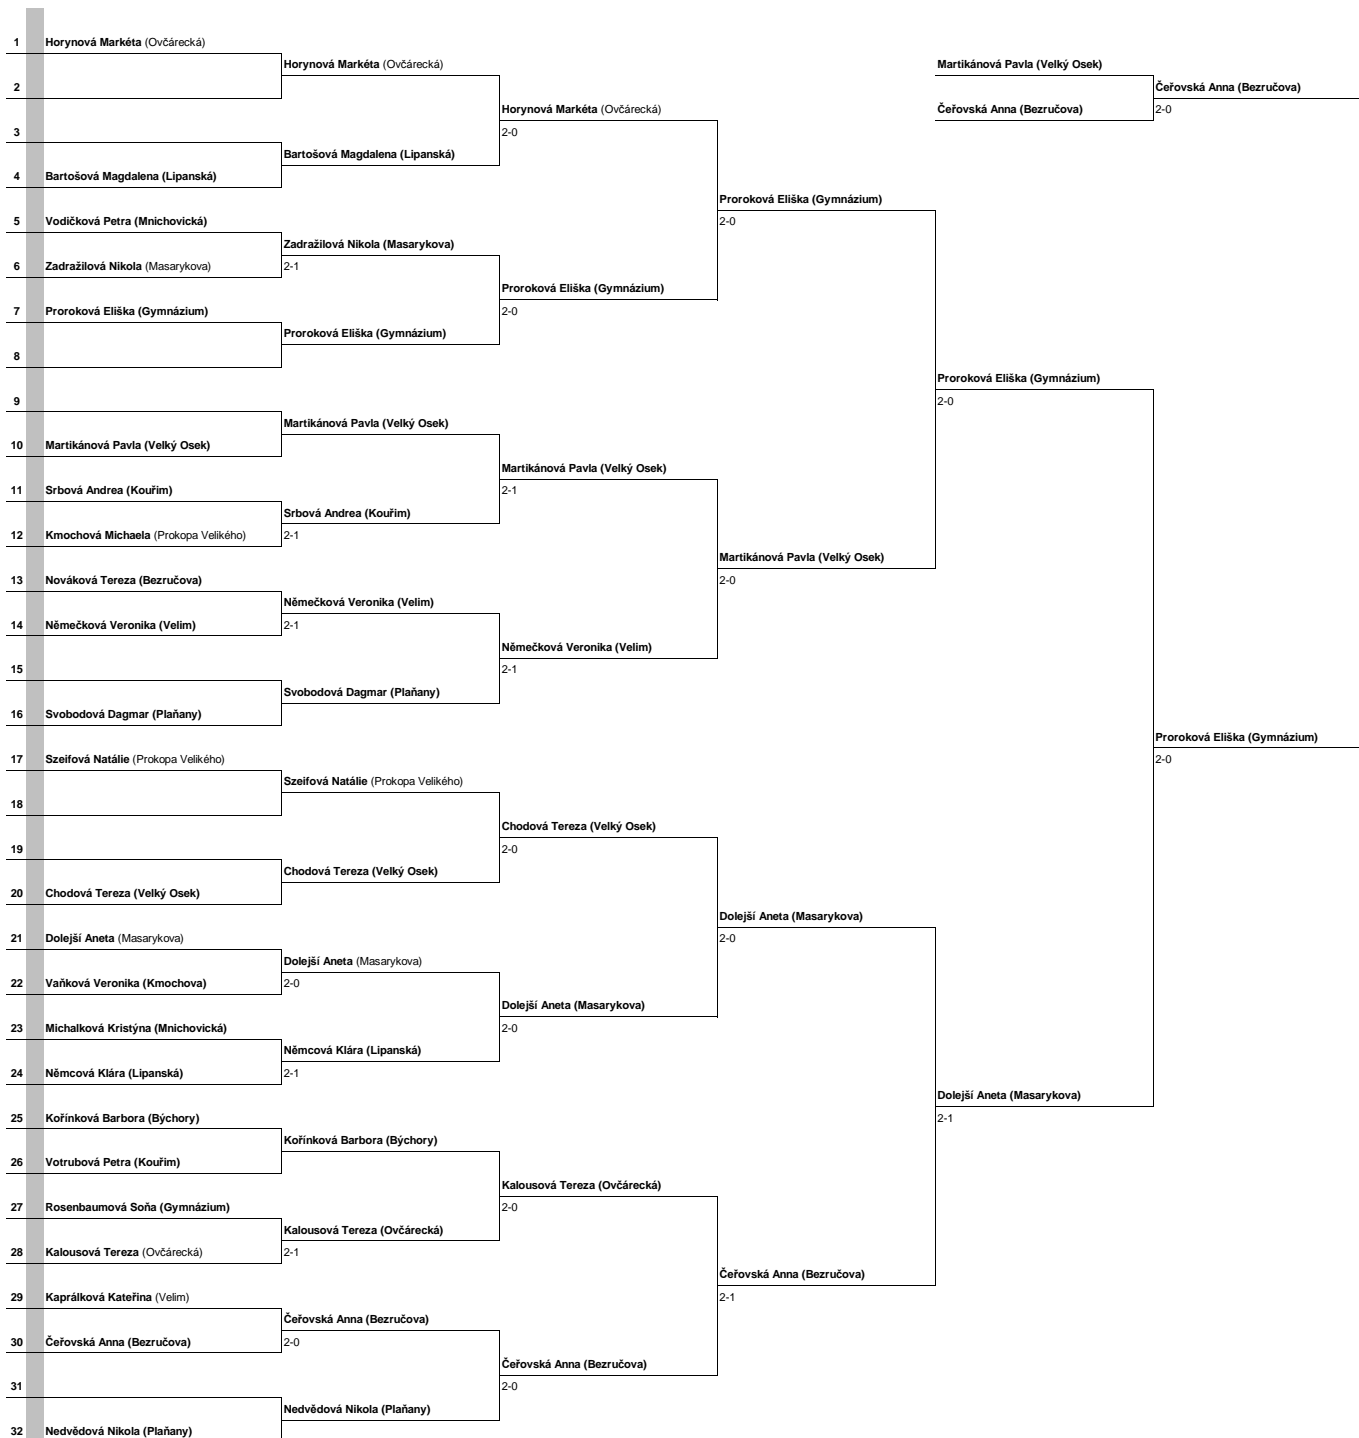 1 Horynová Markéta (Ovčárecká)
Horynová Markéta (Ovčárecká)
Martikánová Pavla (Velký Osek)
2
Čeřovská Anna (Bezručova)
Horynová Markéta (Ovčárecká)
Čeřovská Anna (Bezručova)
2-0
3
2-0
Bartošová Magdalena (Lipanská)
4 Bartošová Magdalena (Lipanská)
Proroková Eliška (Gymnázium)
5 Vodičková Petra (Mnichovická)
2-0
Zadražilová Nikola (Masarykova)
6 Zadražilová Nikola (Masarykova)
2-1
Proroková Eliška (Gymnázium)
7 Proroková Eliška (Gymnázium)
2-0
Proroková Eliška (Gymnázium)
8
Proroková Eliška (Gymnázium)
9
2-0
Martikánová Pavla (Velký Osek)
10 Martikánová Pavla (Velký Osek)
Martikánová Pavla (Velký Osek)
11 Srbová Andrea (Kouřim)
2-1
Srbová Andrea (Kouřim)
12 Kmochová Michaela (Prokopa Velikého)
2-1
Martikánová Pavla (Velký Osek)
13 Nováková Tereza (Bezručova)
2-0
Němečková Veronika (Velim)
14 Němečková Veronika (Velim)
2-1
Němečková Veronika (Velim)
15
2-1
Svobodová Dagmar (Plaňany)
16 Svobodová Dagmar (Plaňany)
Proroková Eliška (Gymnázium)
17 Szeifová Natálie (Prokopa Velikého)
2-0
Szeifová Natálie (Prokopa Velikého)
18
Chodová Tereza (Velký Osek)
19
2-0
Chodová Tereza (Velký Osek)
20 Chodová Tereza (Velký Osek)
Dolejší Aneta (Masarykova)
21 Dolejší Aneta (Masarykova)
2-0
Dolejší Aneta (Masarykova)
22 Vaňková Veronika (Kmochova)
2-0
Dolejší Aneta (Masarykova)
23 Michalková Kristýna (Mnichovická)
2-0
Němcová Klára (Lipanská)
24 Němcová Klára (Lipanská)
2-1
Dolejší Aneta (Masarykova)
25 Kořínková Barbora (Býchory)
2-1
Kořínková Barbora (Býchory)
26 Votrubová Petra (Kouřim)
Kalousová Tereza (Ovčárecká)
27 Rosenbaumová Soňa (Gymnázium)
2-0
Kalousová Tereza (Ovčárecká)
28 Kalousová Tereza (Ovčárecká)
2-1
Čeřovská Anna (Bezručova)
29 Kaprálková Kateřina (Velim)
2-1
Čeřovská Anna (Bezručova)
30 Čeřovská Anna (Bezručova)
2-0
Čeřovská Anna (Bezručova)
31
2-0
Nedvědová Nikola (Plaňany)
32 Nedvědová Nikola (Plaňany)